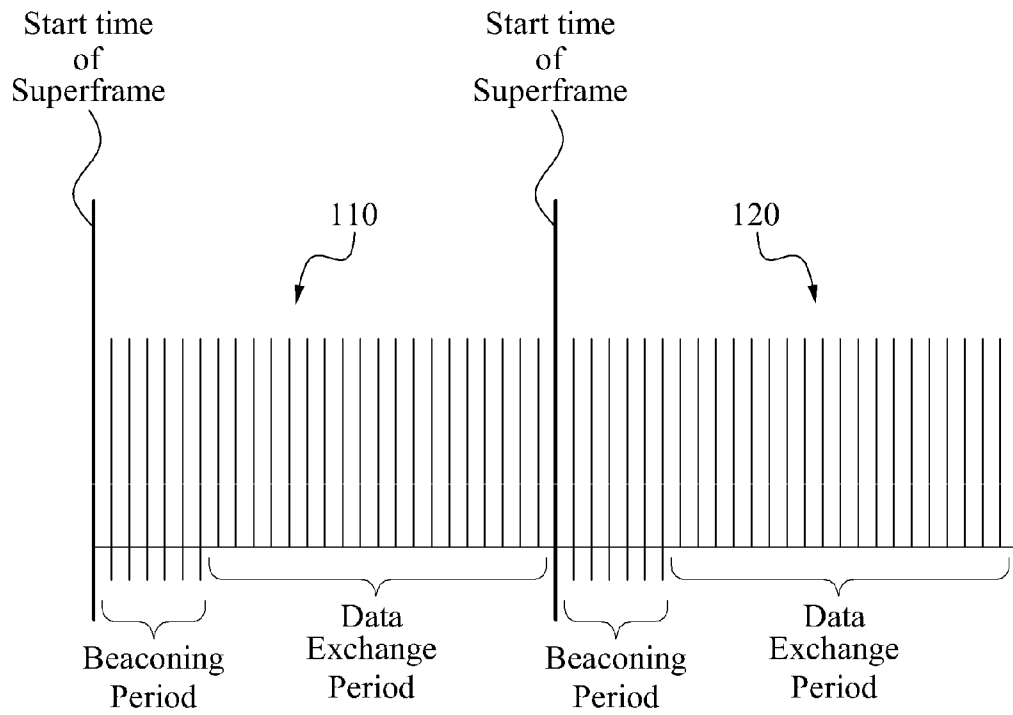 Start time
of
Superframe
Start time
of
Superframe
110
120
Beaconing
Period
Data
Exchange
Period
Beaconing
Period
Data
Exchange
Period